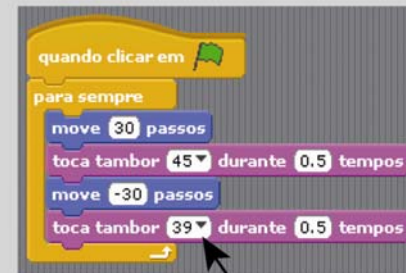 quando clicar em
para sempre
move 30 passos
toca tambor 45 durante 0.5 tempos
move -30 passos
toca tambor 39 durante 0.5 tempos